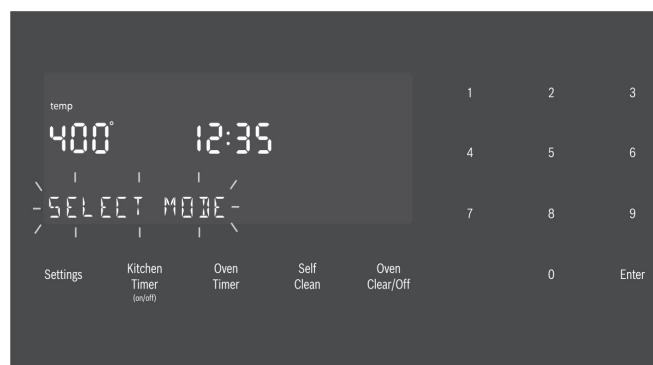 temp
400° 12:35
SELECT MODE
1 2 3
4 5 6
7 8 9
0 Enter
Settings
Kitchen
Timer
(on/off)
Oven
Timer
Self
Clean
Oven
Clear/Off